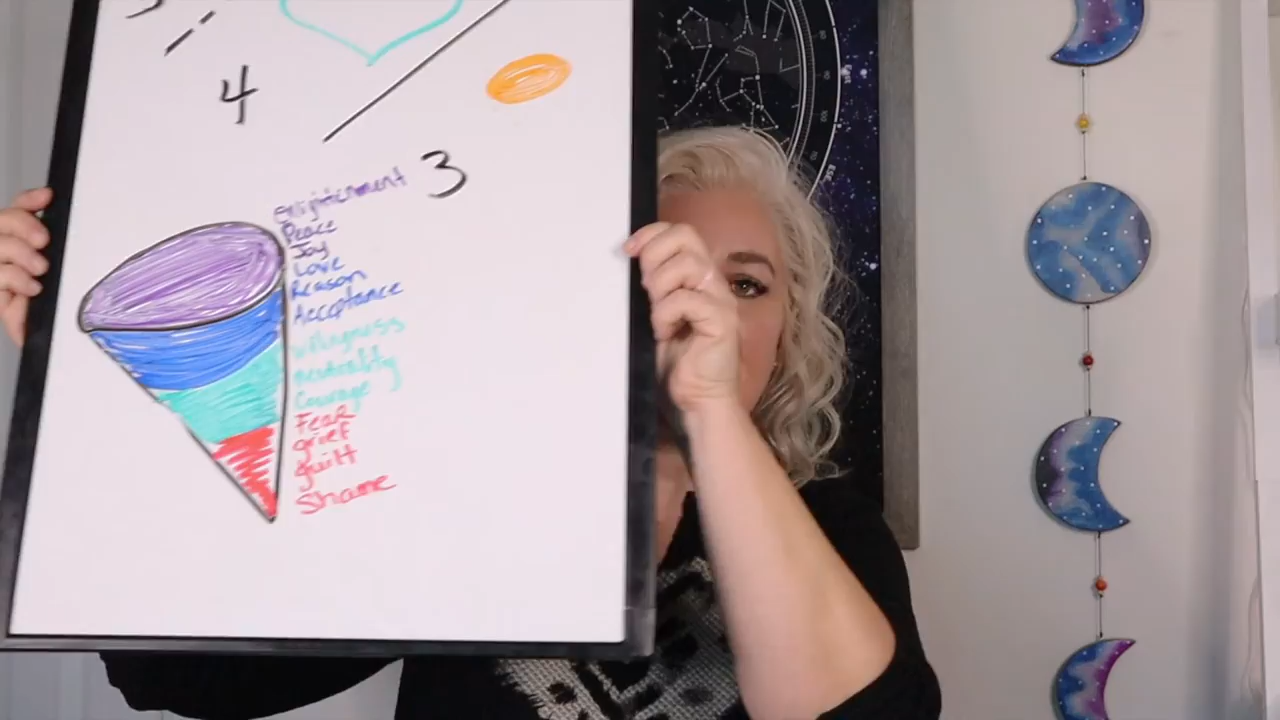 4
3
enlightenment
Peace
Joy
Love
Reason
Acceptance
willingness
neutrality
Courage
Fear
grief
guilt
Shame